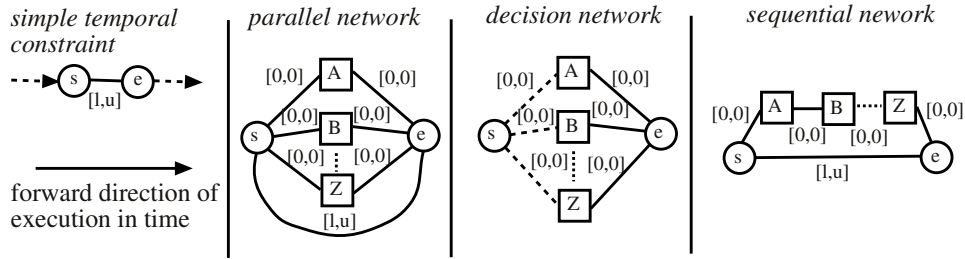 simple temporal
constraint
s
e
[l,u]
forward direction of
execution in time
parallel network
[0,0]
A
[0,0]
[0,0]
B
[0,0]
s
e
[0,0]
[0,0]
Z
[l,u]
decision network
[0,0]
A
[0,0]
[0,0]
B
[0,0]
s
e
[0,0]
[0,0]
Z
sequential nework
[0,0]
A
B
Z
[0,0]
[0,0]
[0,0]
s
e
[l,u]